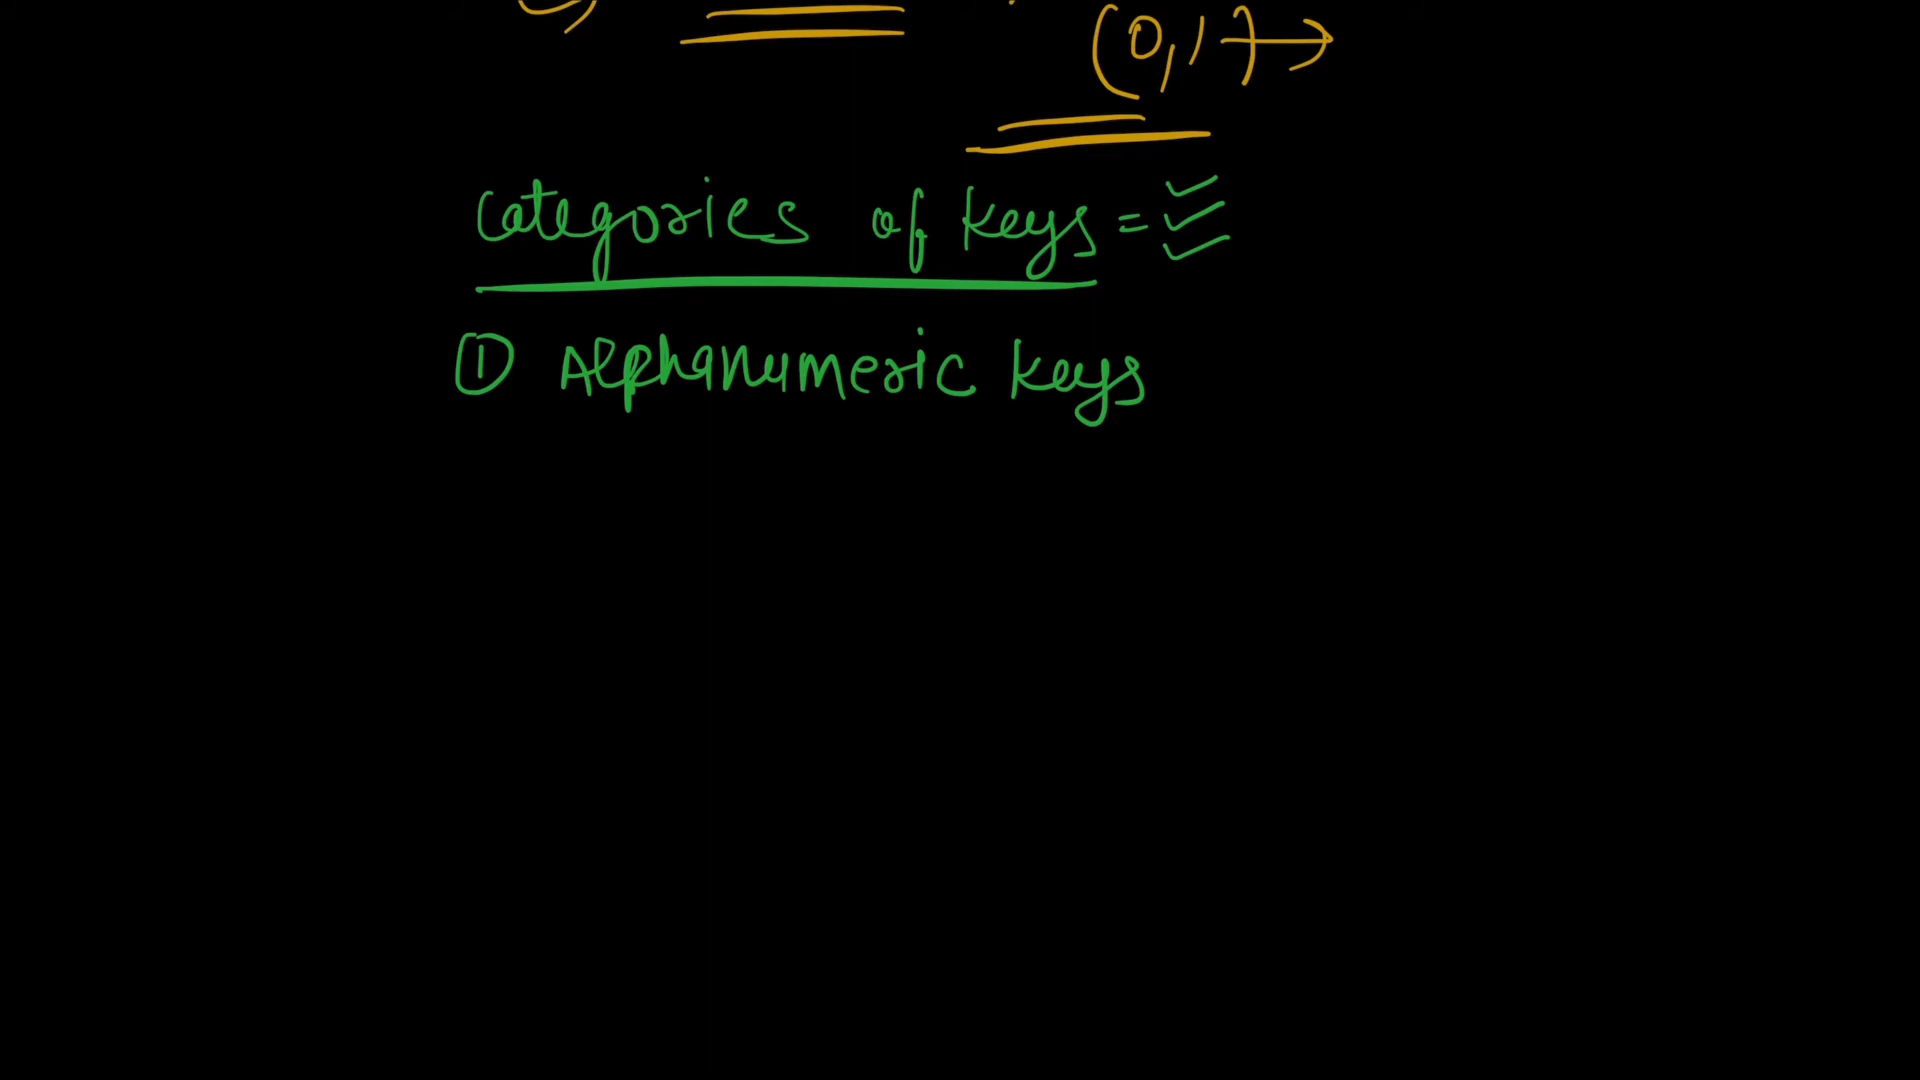 (0,1)→
Categories of keys =
① Alphanumeric keys